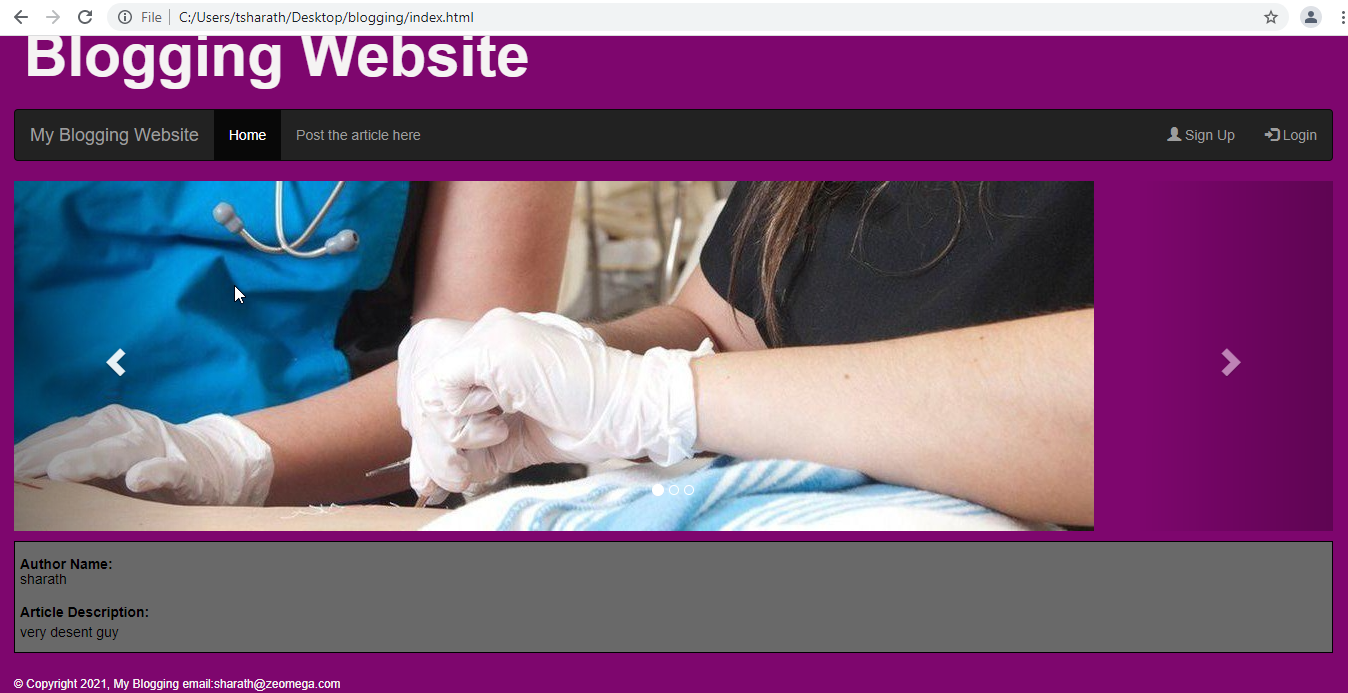 File C:/Users/tsharath/Desktop/blogging/index.html
Blogging Website
My Blogging Website Home Post the article here Sign Up Login
Author Name:
sharath
Article Description:
very desent guy
© Copyright 2021, My Blogging email:sharath@zeomega.com